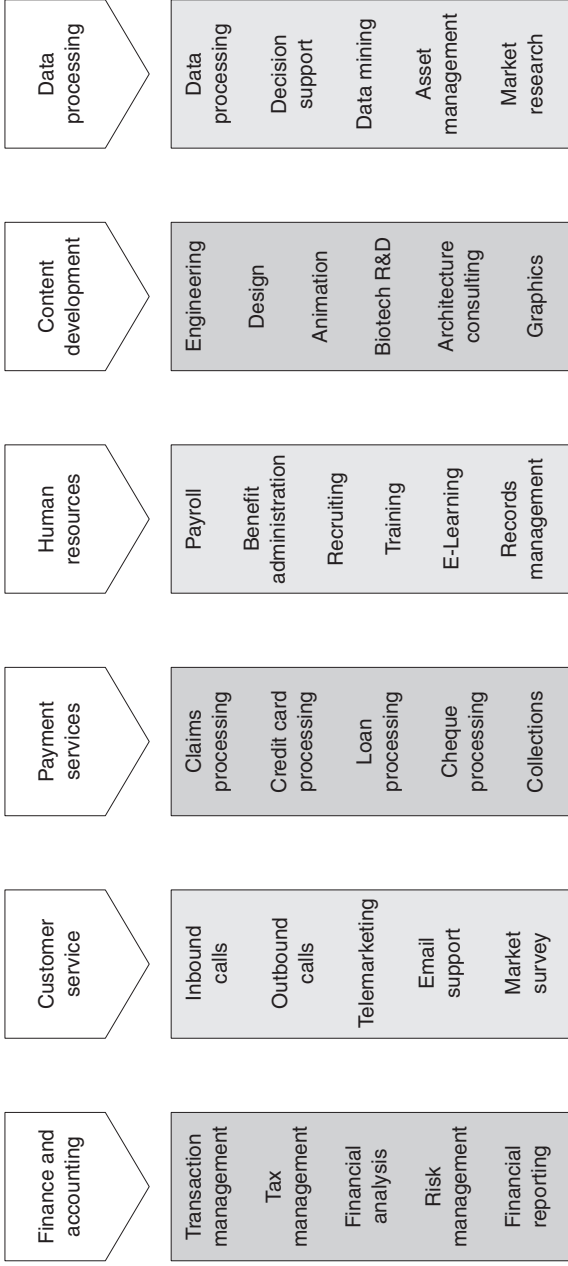 Finance and
accounting
Transaction
management
Tax
management
Financial
analysis
Risk
management
Financial
reporting
Customer
service
Inbound
calls
Outbound
calls
Telemarketing
Email
support
Market
survey
Payment
services
Claims
processing
Credit card
processing
Loan
processing
Cheque
processing
Collections
Human
resources
Payroll
Benefit
administration
Recruiting
Training
E-Learning
Records
management
Content
development
Engineering
Design
Animation
Biotech R&D
Architecture
consulting
Graphics
Data
processing
Data
processing
Decision
support
Data mining
Asset
management
Market
research